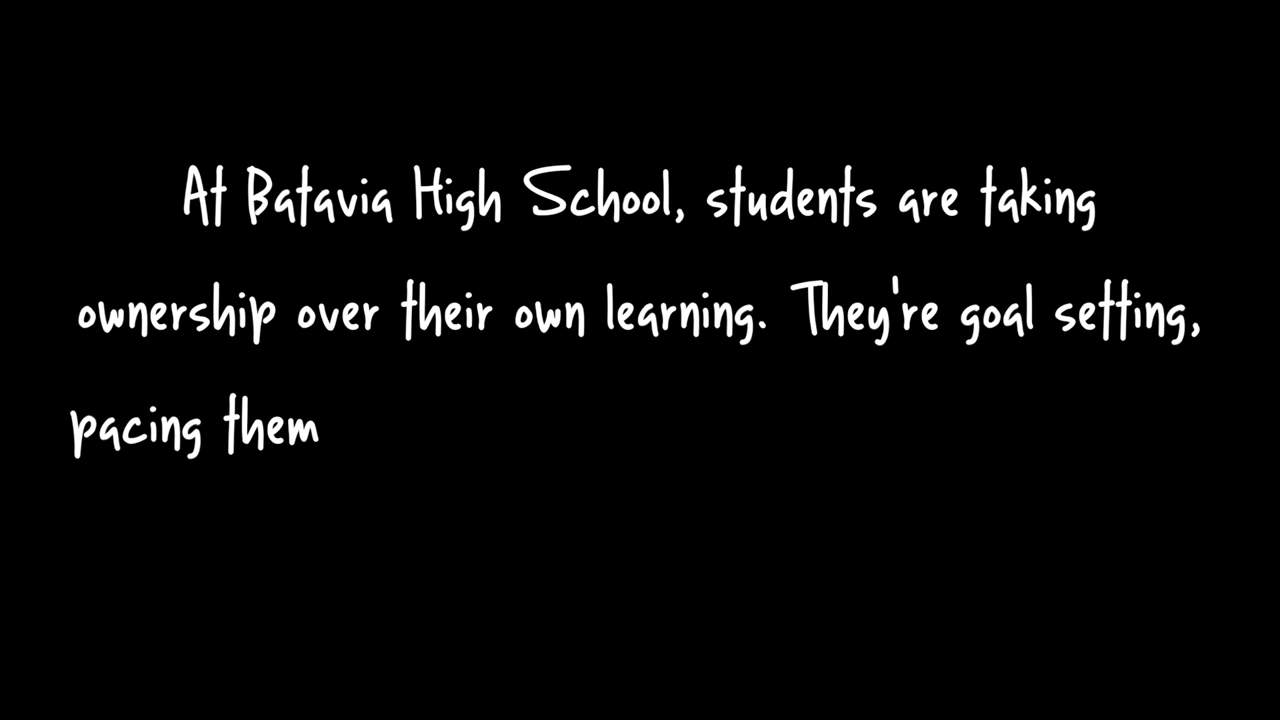 At Batavia High School, students are taking
ownership over their own learning. They're goal setting,
pacing them